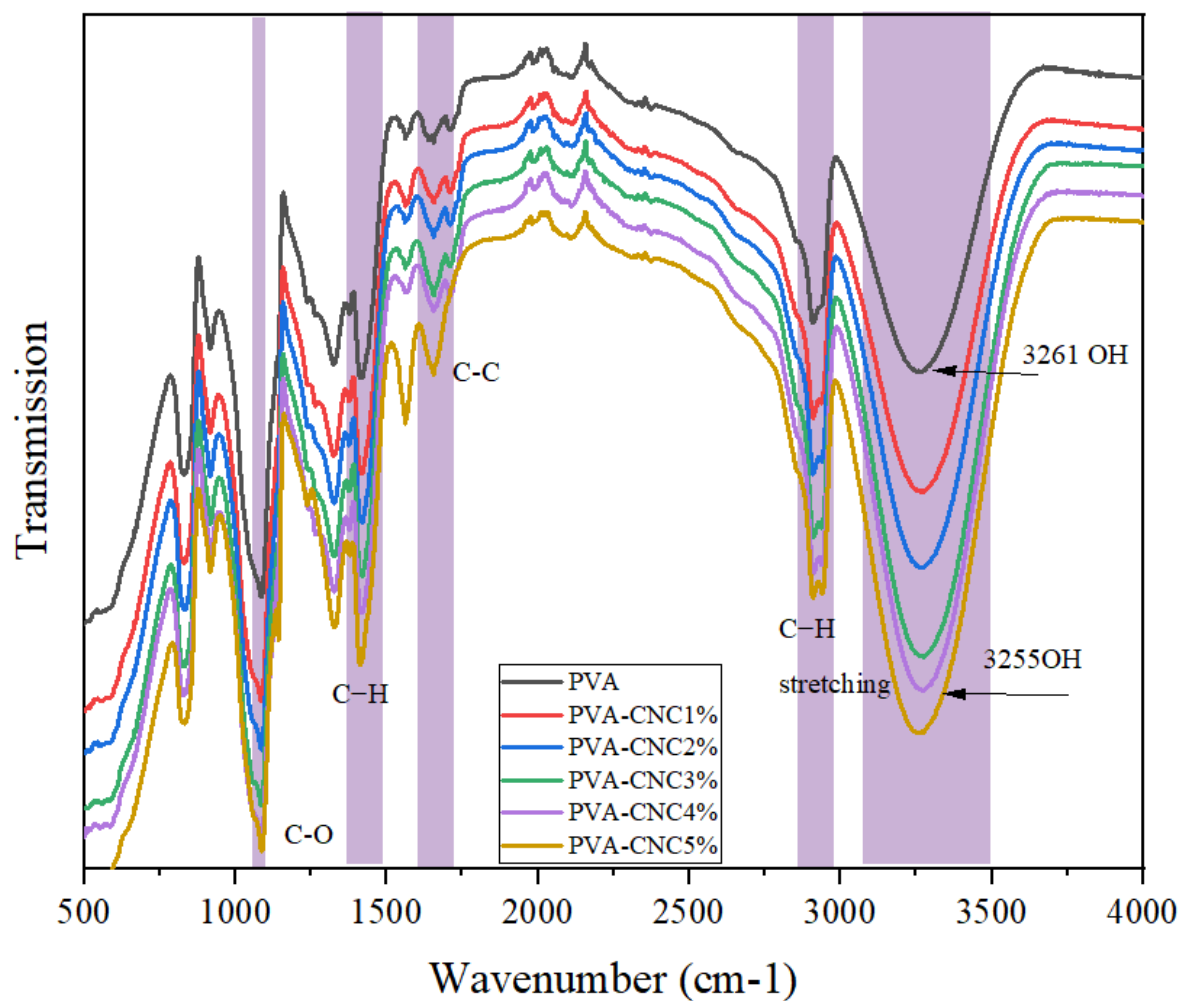 Transmission
3261 OH
C-C
C−H
stretching
3255OH
C−H
C-O
PVA
PVA-CNC1%
PVA-CNC2%
PVA-CNC3%
PVA-CNC4%
PVA-CNC5%
500 1000 1500 2000 2500 3000 3500 4000
Wavenumber (cm-1)